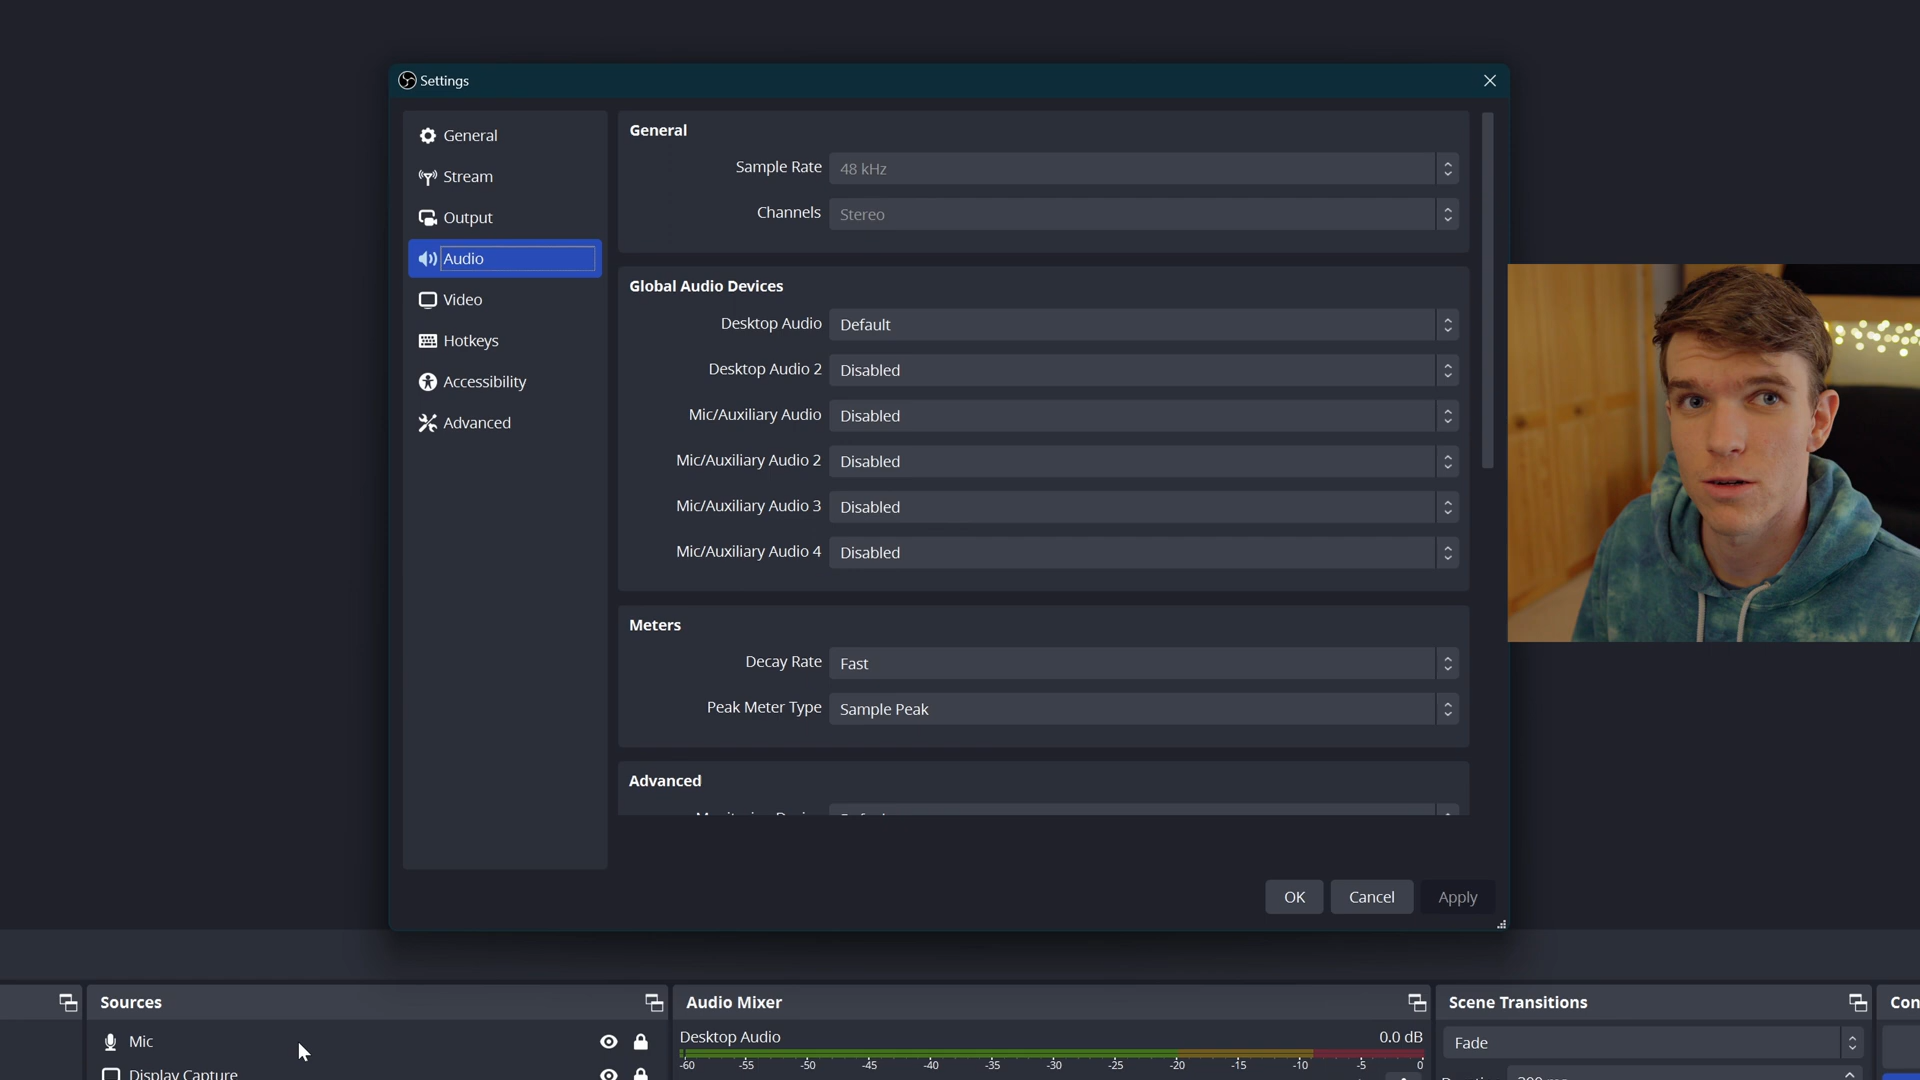 Settings
General
Stream
Output
Audio
Video
Hotkeys
Accessibility
Advanced
General
Sample Rate 48 kHz
Channels Stereo
Global Audio Devices
Desktop Audio Default
Desktop Audio 2 Disabled
Mic/Auxiliary Audio Disabled
Mic/Auxiliary Audio 2 Disabled
Mic/Auxiliary Audio 3 Disabled
Mic/Auxiliary Audio 4 Disabled
Meters
Decay Rate Fast
Peak Meter Type Sample Peak
Advanced
OK Cancel Apply
Sources
Mic
Display Capture
Audio Mixer
Desktop Audio 0.0 dB
-60 -55 -50 -45 -40 -35 -30 -25 -20 -15 -10 -5 0
Scene Transitions
Fade
Con